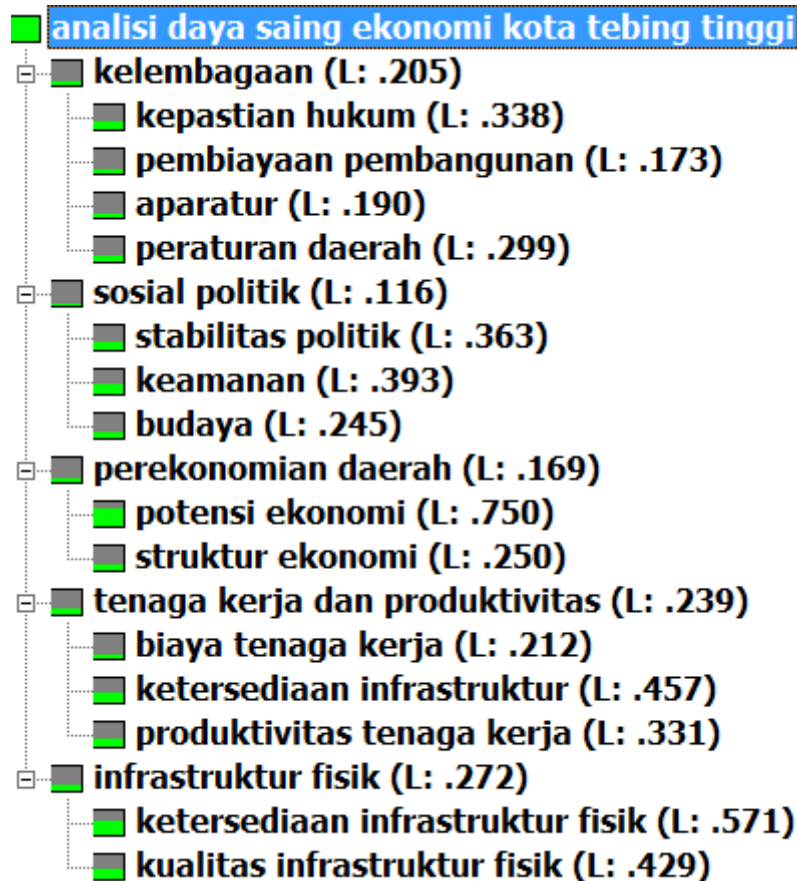 analisi daya saing ekonomi kota tebing tinggi
kelembagaan (L: .205)
kepastian hukum (L: .338)
pembiayaan pembangunan (L: .173)
aparatur (L: .190)
peraturan daerah (L: .299)
sosial politik (L: .116)
stabilitas politik (L: .363)
keamanan (L: .393)
budaya (L: .245)
perekonomian daerah (L: .169)
potensi ekonomi (L: .750)
struktur ekonomi (L: .250)
tenaga kerja dan produktivitas (L: .239)
biaya tenaga kerja (L: .212)
ketersediaan infrastruktur (L: .457)
produktivitas tenaga kerja (L: .331)
infrastruktur fisik (L: .272)
ketersediaan infrastruktur fisik (L: .571)
kualitas infrastruktur fisik (L: .429)